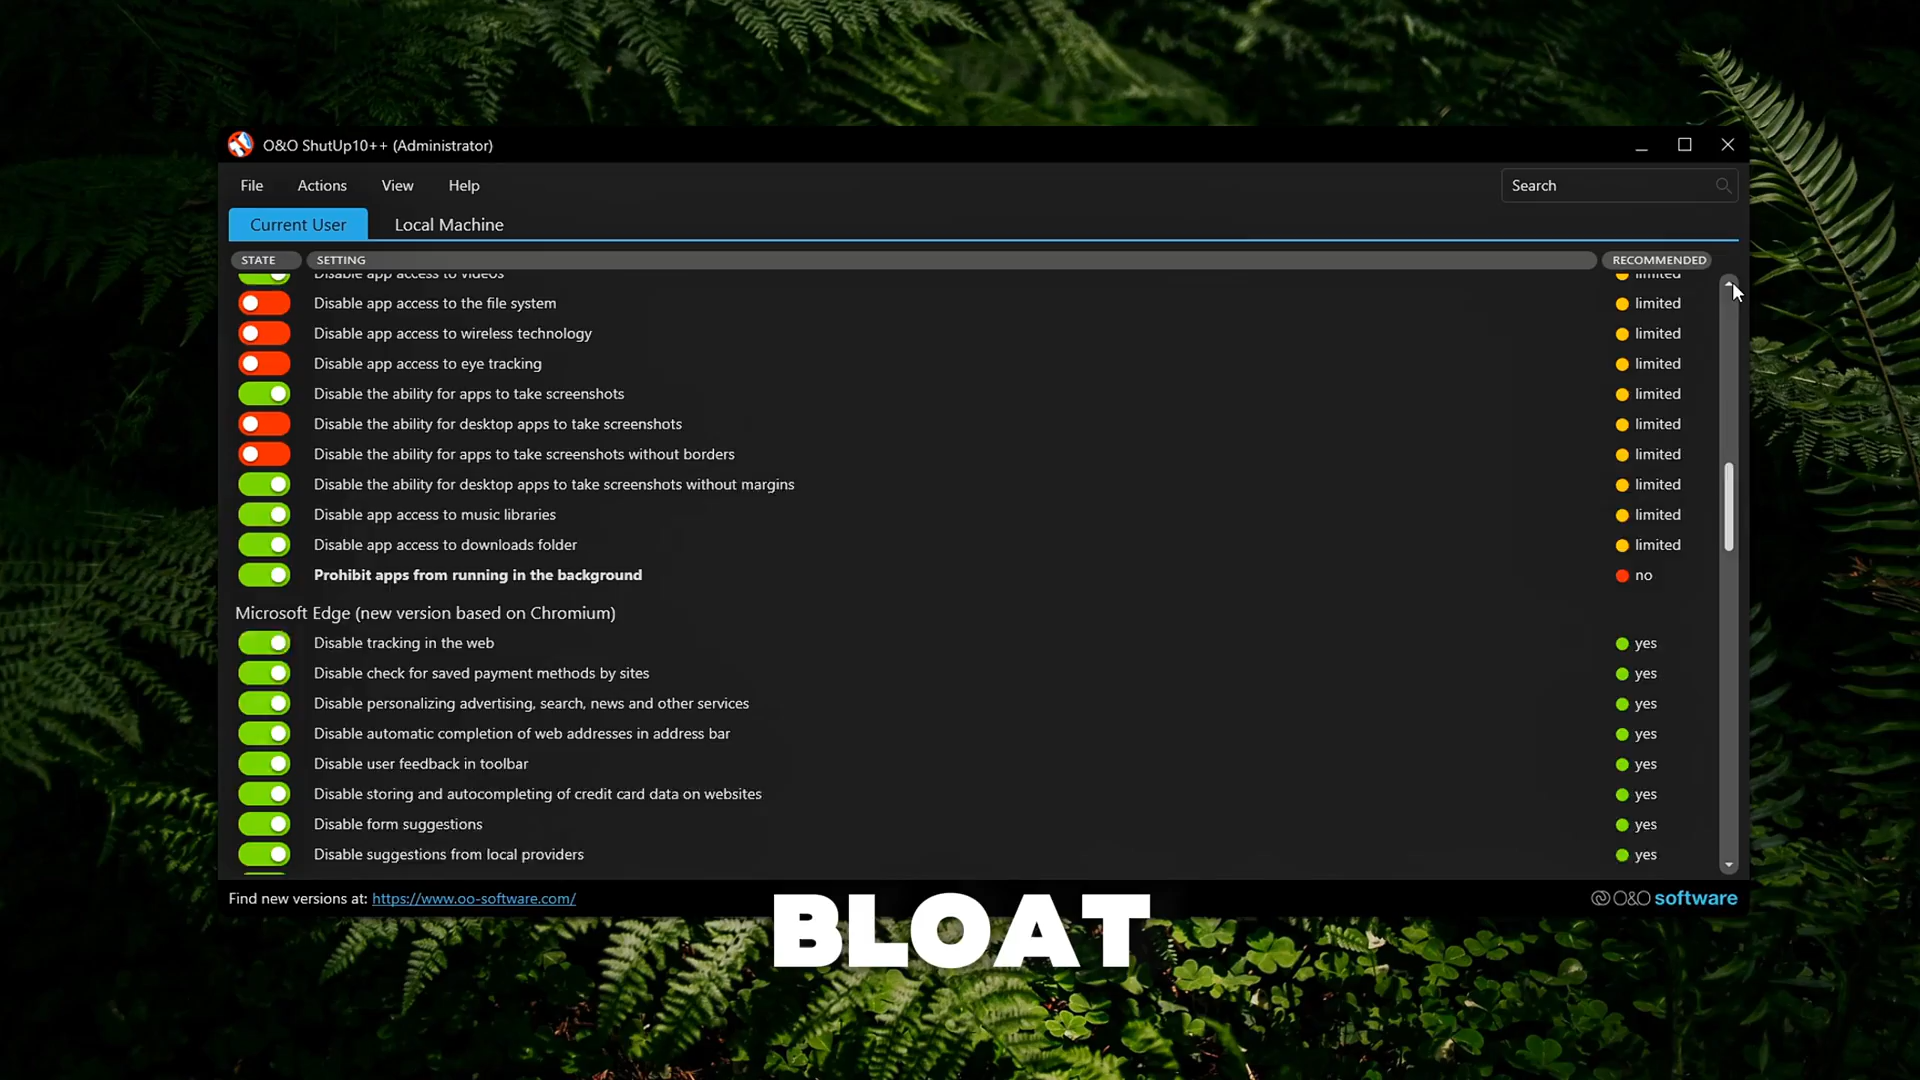 O&O ShutUp10++ (Administrator)
File Actions View Help Search
Current User Local Machine
STATE SETTING RECOMMENDED
Disable app access to videos limited
Disable app access to the file system limited
Disable app access to wireless technology limited
Disable app access to eye tracking limited
Disable the ability for apps to take screenshots limited
Disable the ability for desktop apps to take screenshots limited
Disable the ability for apps to take screenshots without borders limited
Disable the ability for desktop apps to take screenshots without margins limited
Disable app access to music libraries limited
Disable app access to downloads folder limited
Prohibit apps from running in the background no
Microsoft Edge (new version based on Chromium)
Disable tracking in the web yes
Disable check for saved payment methods by sites yes
Disable personalizing advertising, search, news and other services yes
Disable automatic completion of web addresses in address bar yes
Disable user feedback in toolbar yes
Disable storing and autocompleting of credit card data on websites yes
Disable form suggestions yes
Disable suggestions from local providers yes
Find new versions at: https://www.oo-software.com/ O&O software
BLOAT